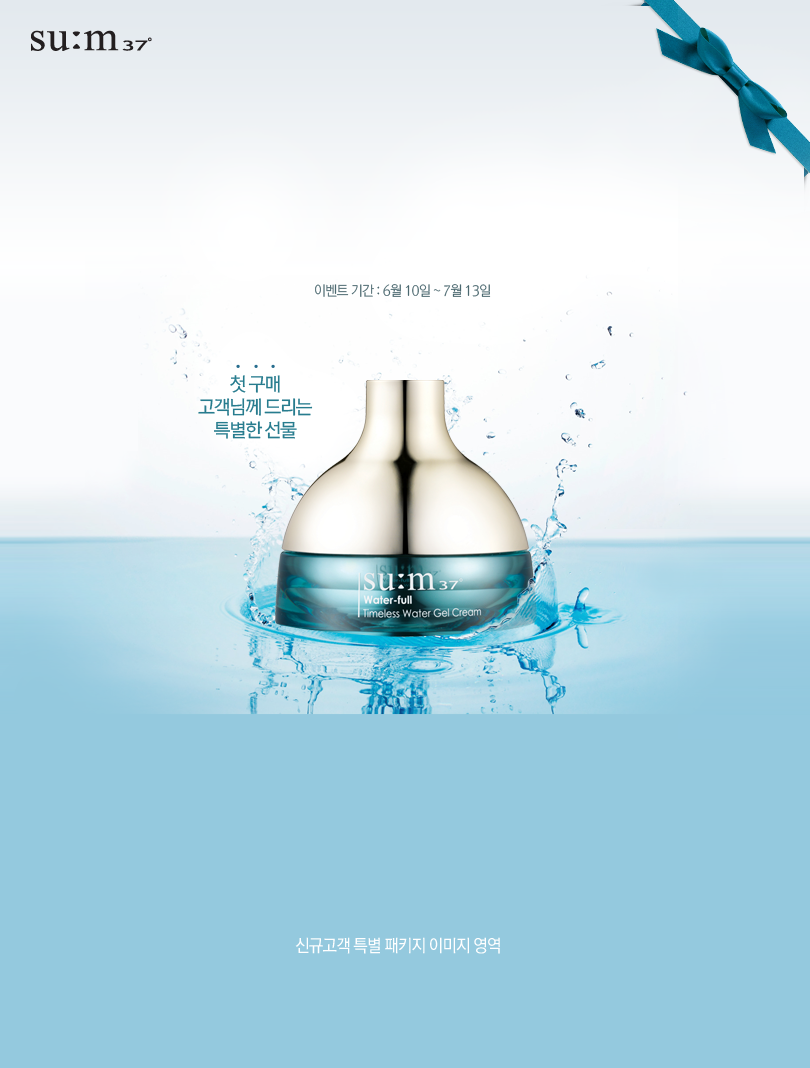 su:m 37°
이벤트 기간 : 6월 10일 ~ 7월 13일
첫 구매
고객님께 드리는
특별한 선물
su:m 37°
Water-full
Timeless Water Gel Cream
신규고객 특별 패키지 이미지 영역